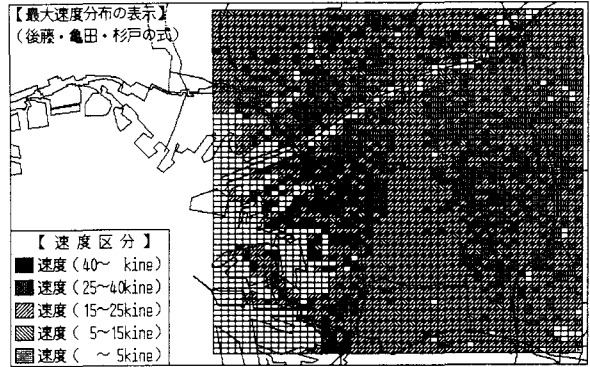 【最大速度分布の表示】
(後藤・亀田・杉戸の式)
【 速 度 区 分 】
速度(40~ kine)
速度(25~40kine)
速度(15~25kine)
速度( 5~15kine)
速度( ~ 5kine)